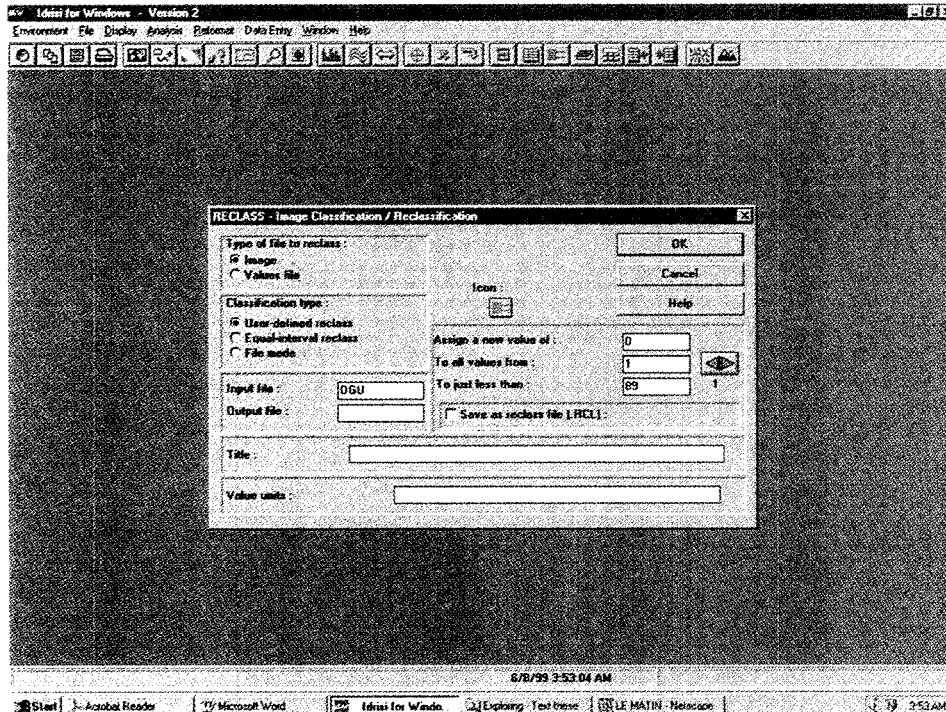 Idrisi for Windows - Version 2
Environment File Display Analysis Reformat Data Entry Window Help
RECLASS - Image Classification / Reclassification
Type of file to reclass :
Image
Values file
Classification type :
User-defined reclass
Equal-interval reclass
File mode
Input file : DGU
Output file :
Icon :
OK
Cancel
Help
Assign a new value of : 0
To all values from : 1
To just less than : 89
1
Save as reclass file [.RCL] :
Title :
Value units :
6/8/99 3:53:04 AM
Start Acrobat Reader Microsoft Word Idrisi for Windo... Exploring - Text these LE MATIN - Netscape 3:53 AM